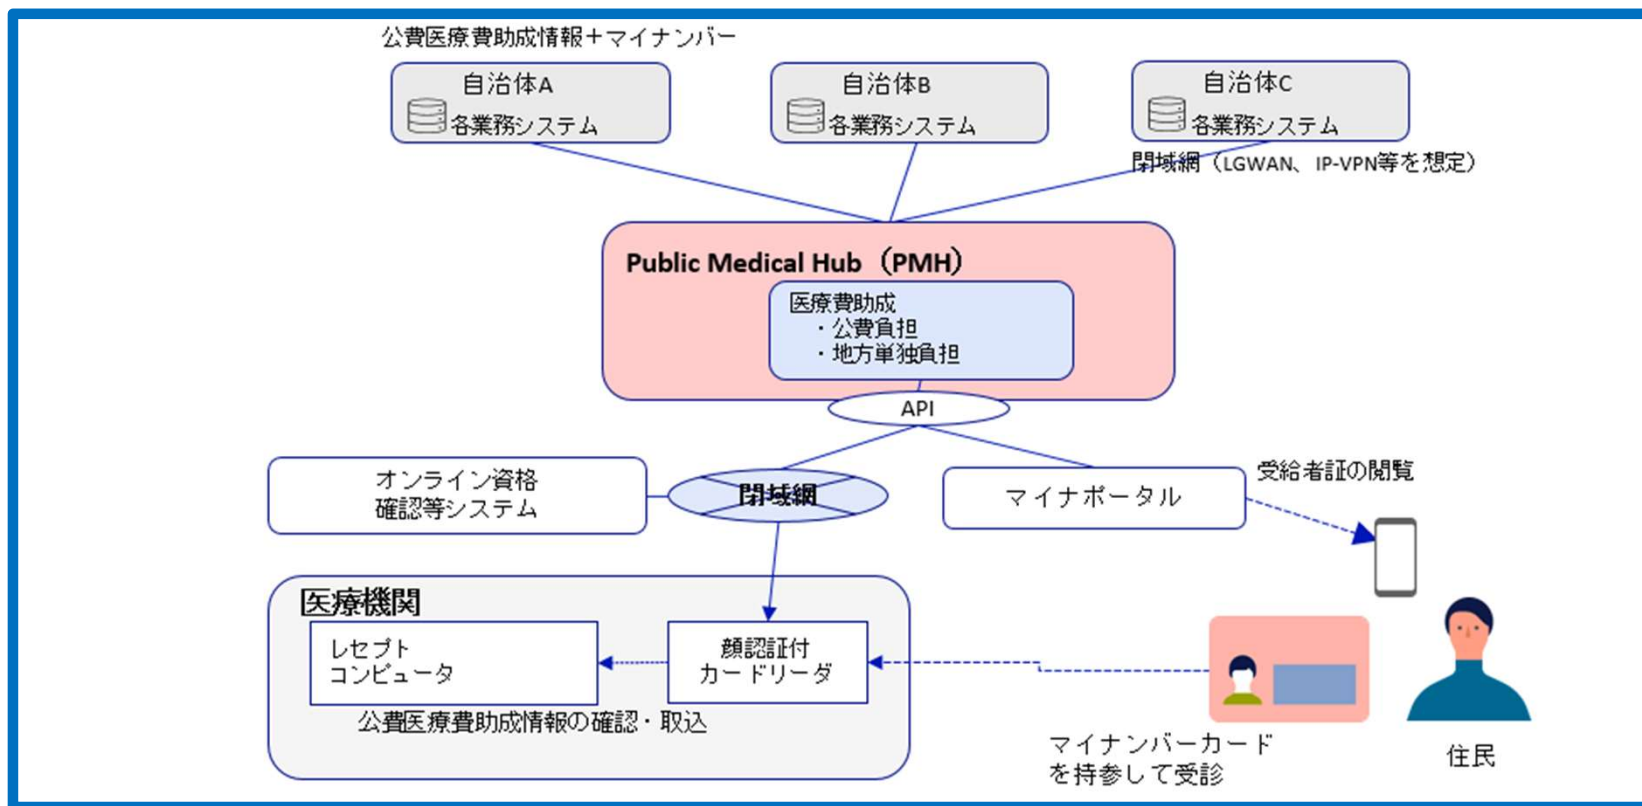 公費医療費助成情報＋マイナンバー
自治体A
各業務システム
自治体B
各業務システム
自治体C
各業務システム
閉域網（LGWAN、IP-VPN等を想定）
Public Medical Hub（PMH）
医療費助成
・公費負担
・地方単独負担
API
オンライン資格
確認等システム
閉域網
マイナポータル
受給者証の閲覧
医療機関
レセプト
コンピュータ
顔認証付
カードリーダ
公費医療費助成情報の確認・取込
マイナンバーカード
を持参して受診
住民